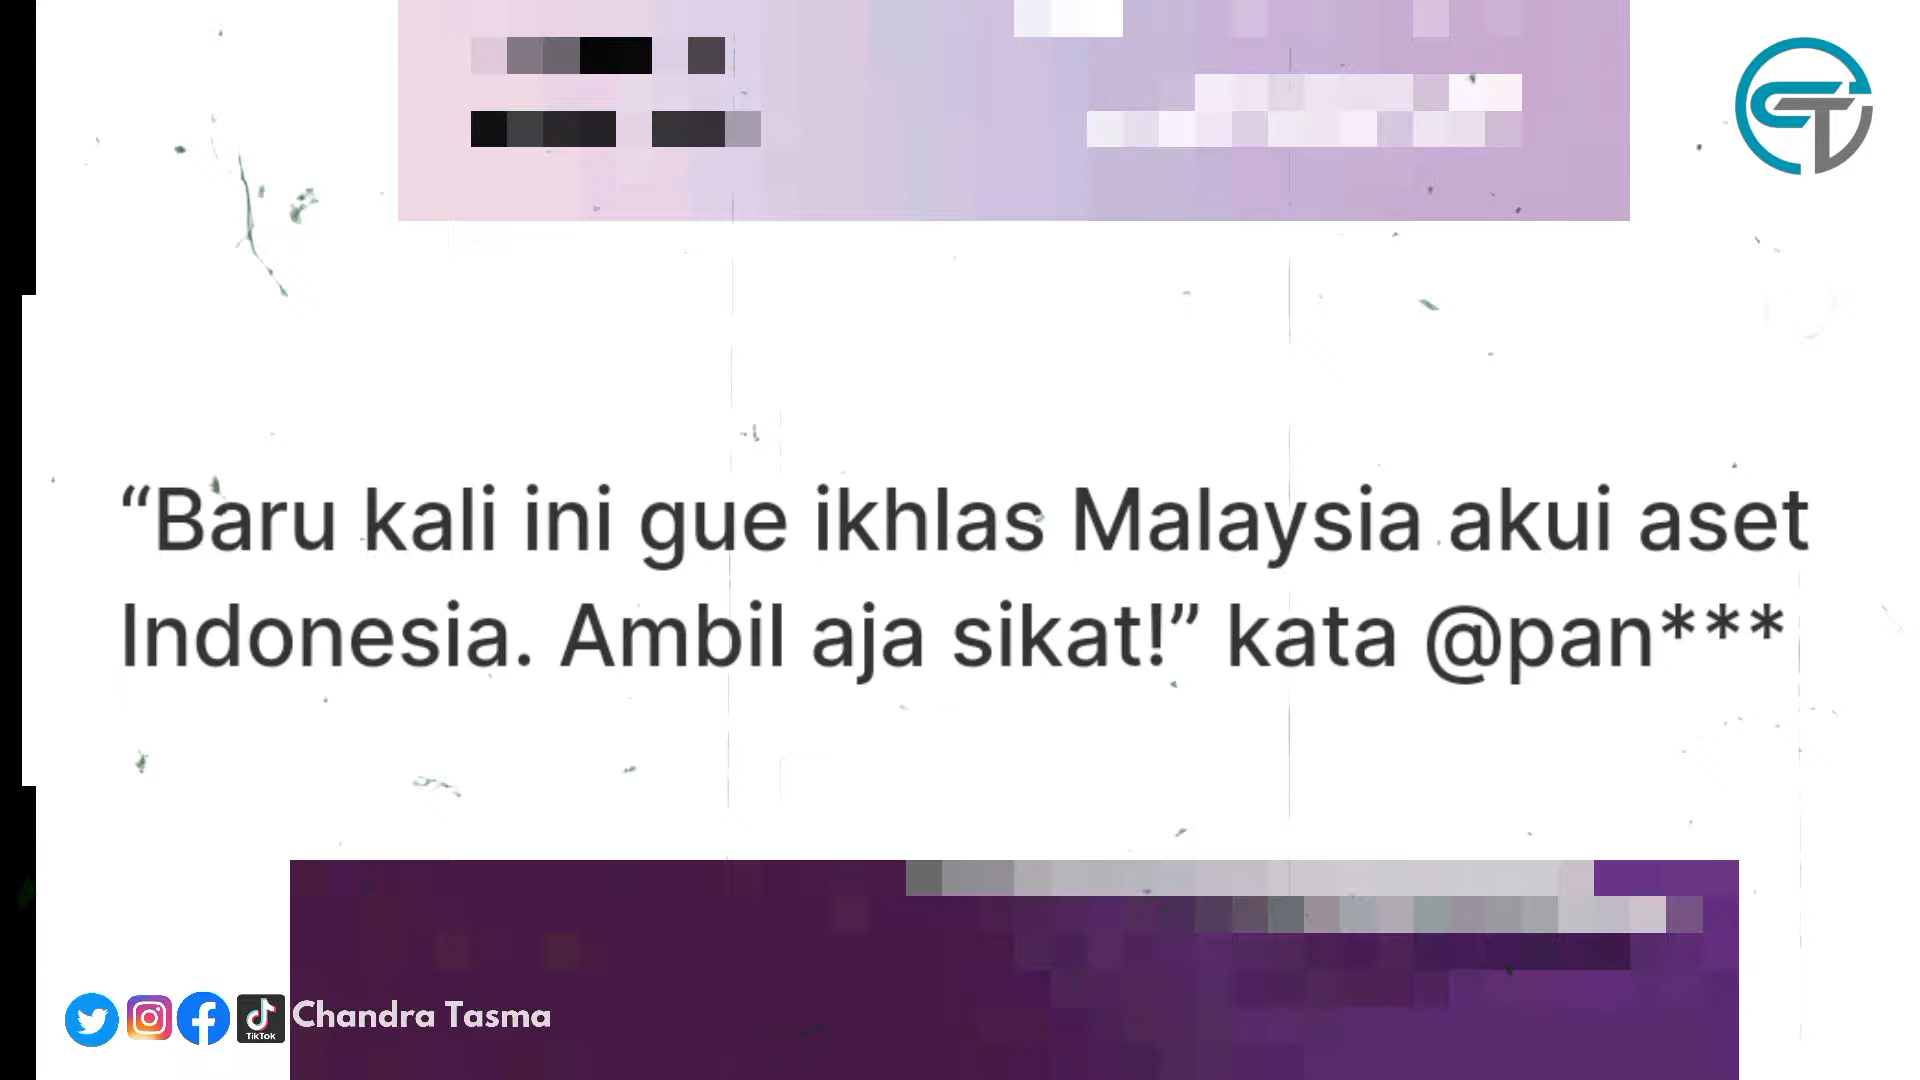 “Baru kali ini gue ikhlas Malaysia akui aset
Indonesia. Ambil aja sikat!” kata @pan***
TikTok
Chandra Tasma